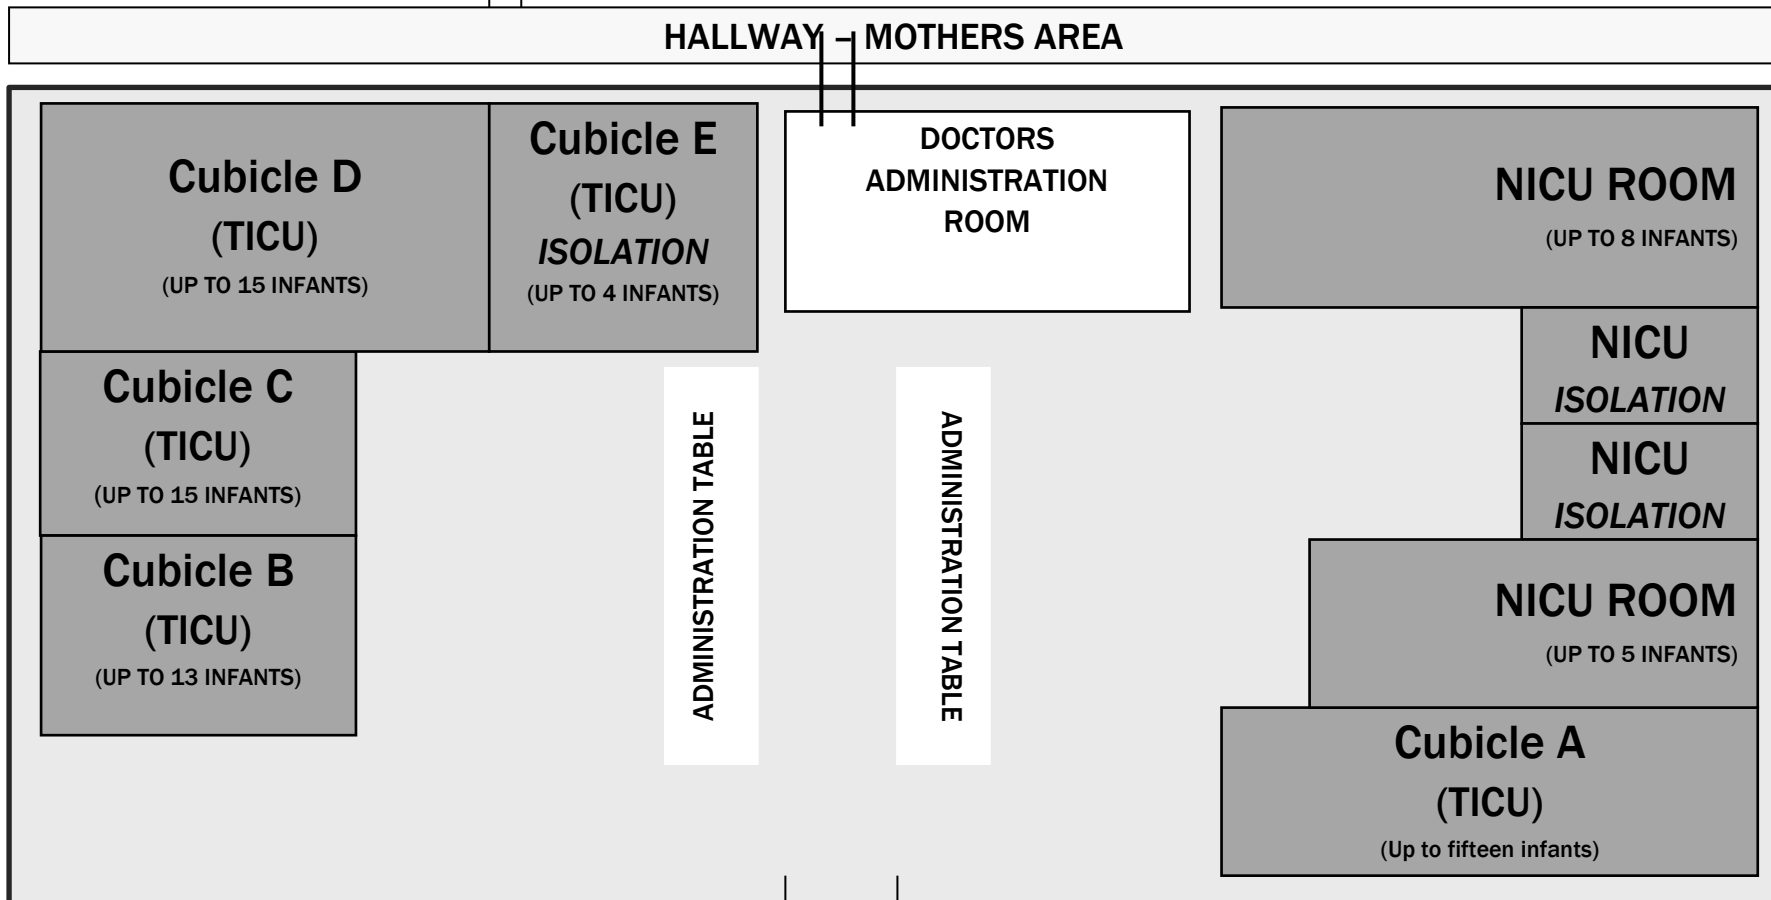 HALLWAY – MOTHERS AREA
Cubicle D
(TICU)
(UP TO 15 INFANTS)
Cubicle E
(TICU)
ISOLATION
(UP TO 4 INFANTS)
DOCTORS
ADMINISTRATION
ROOM
NICU ROOM
(UP TO 8 INFANTS)
NICU
ISOLATION
NICU
ISOLATION
Cubicle C
(TICU)
(UP TO 15 INFANTS)
Cubicle B
(TICU)
(UP TO 13 INFANTS)
ADMINISTRATION TABLE
ADMINISTRATION TABLE
NICU ROOM
(UP TO 5 INFANTS)
Cubicle A
(TICU)
(Up to fifteen infants)